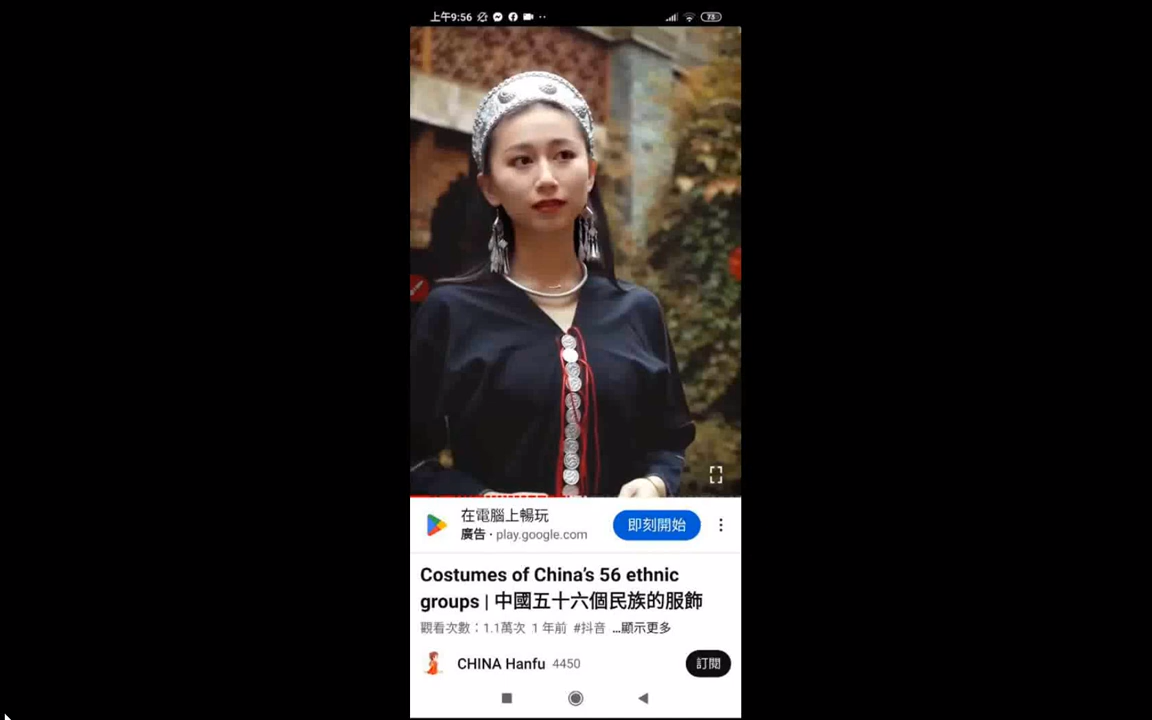 上午9:56
73
在電腦上暢玩
廣告 · play.google.com
即刻開始
Costumes of China's 56 ethnic
groups | 中國五十六個民族的服飾
觀看次數：1.1萬次 1 年前 #抖音 ...顯示更多
CHINA Hanfu 4450
訂閱